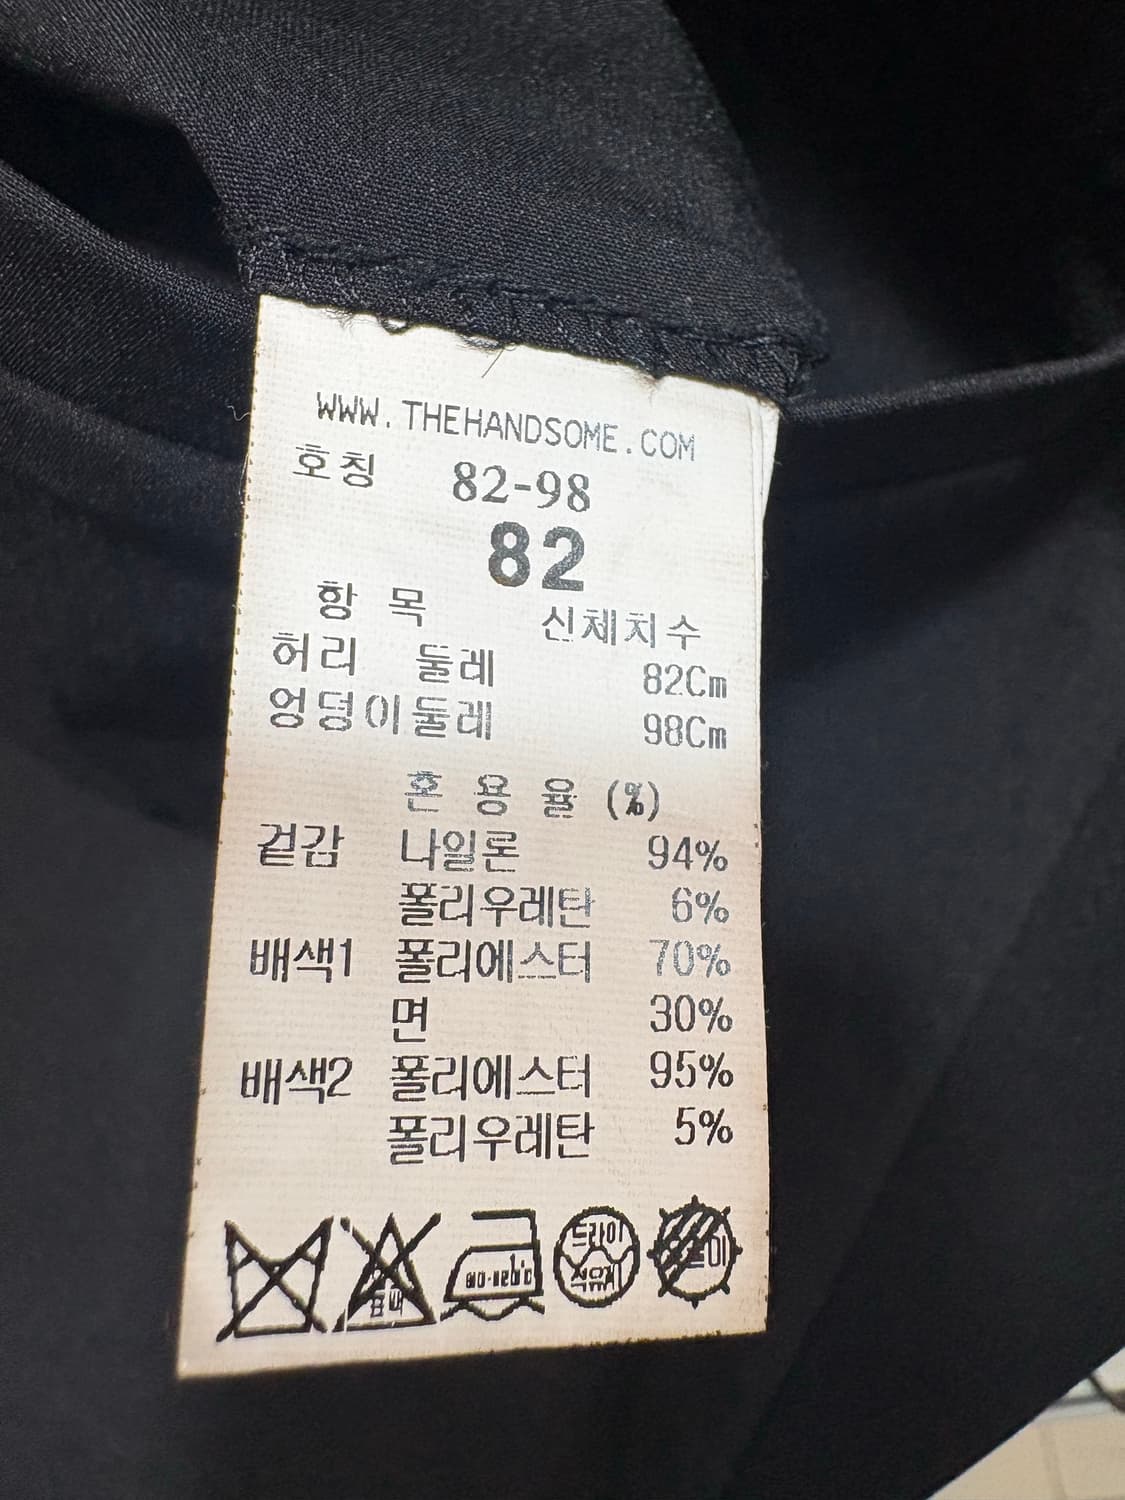 WWW.THEHANDSOME.COM
호칭 82-98
82
항 목 신체치수
허리 둘레 82Cm
엉덩이둘레 98Cm
혼 용 율 (%)
겉감 나일론 94%
폴리우레탄 6%
배색1 폴리에스터 70%
면 30%
배색2 폴리에스터 95%
폴리우레탄 5%
드라이